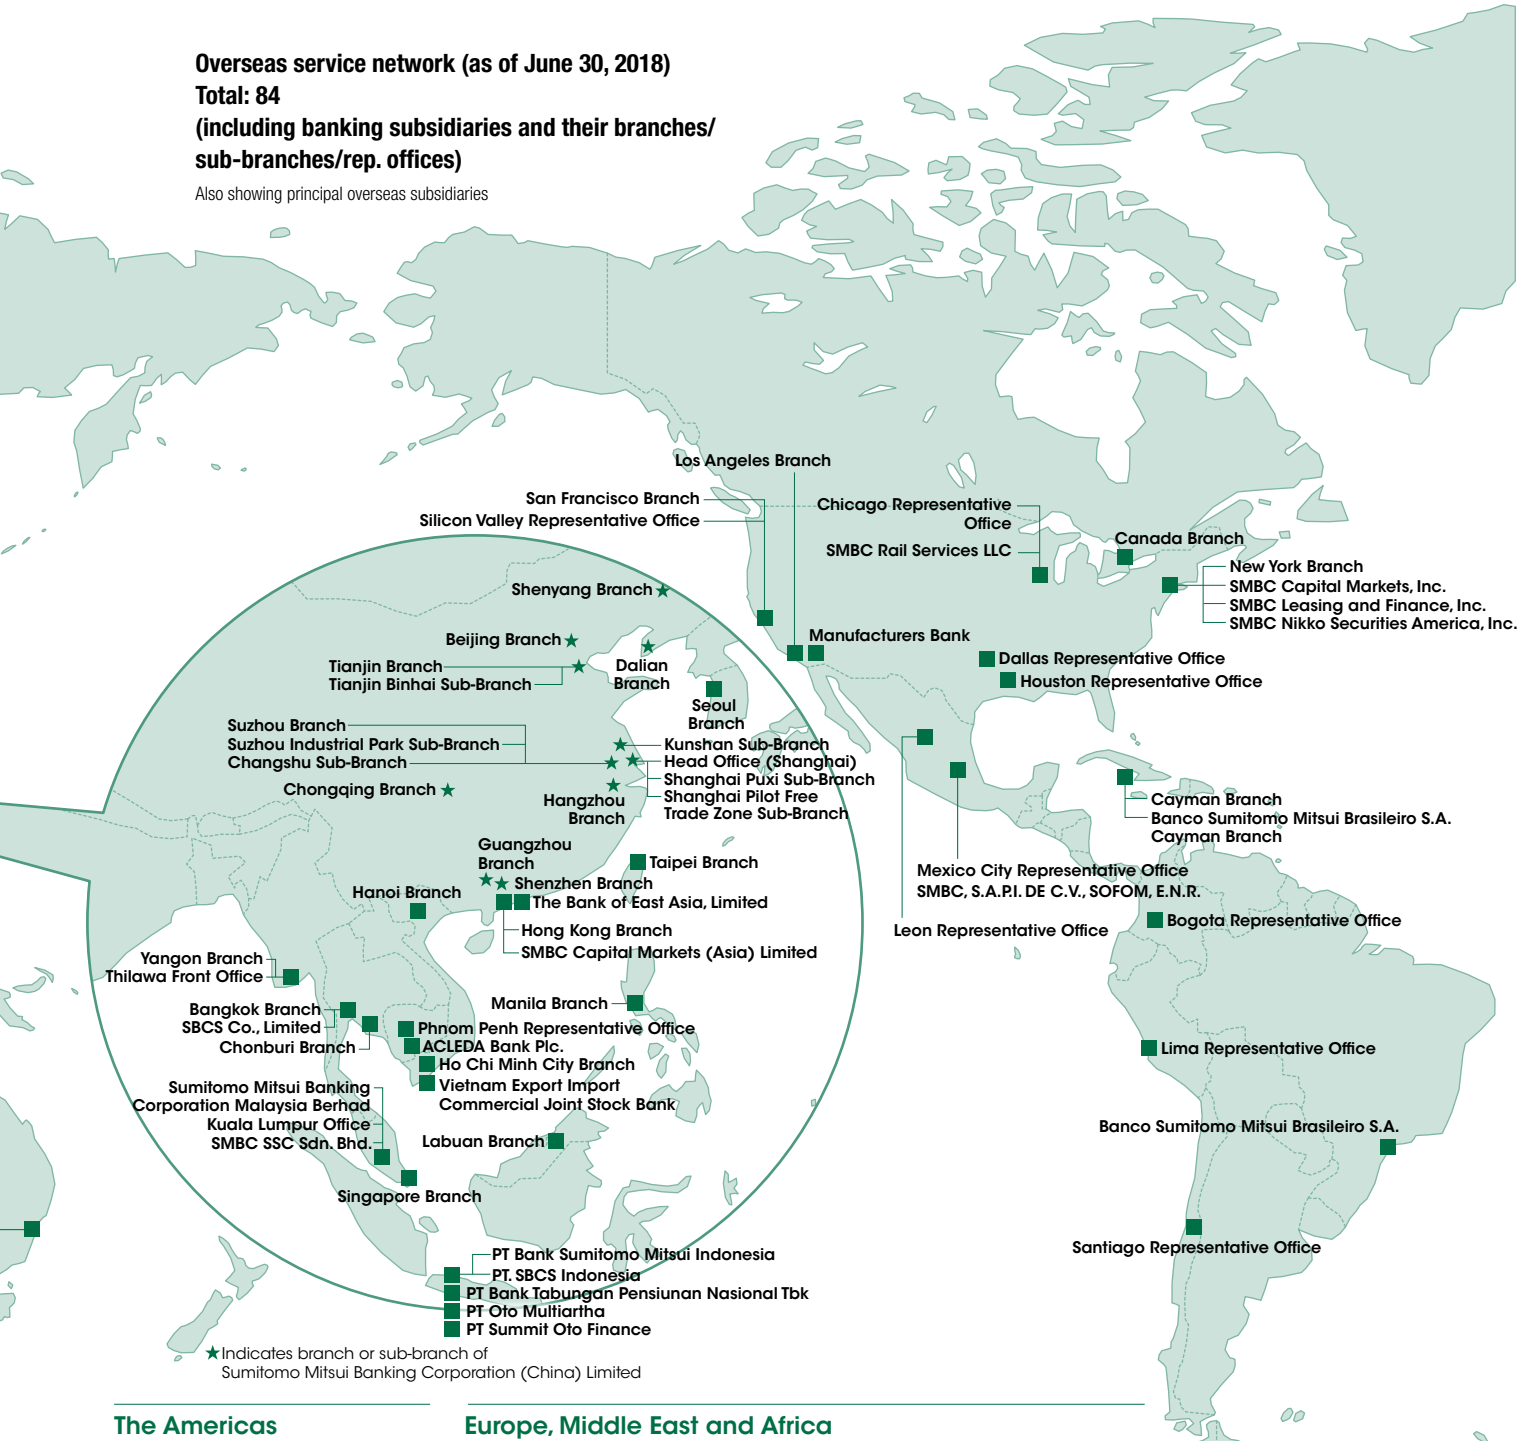 Overseas service network (as of June 30, 2018)
Total: 84
(including banking subsidiaries and their branches/
sub-branches/rep. offices)
Also showing principal overseas subsidiaries
Los Angeles Branch
San Francisco Branch
Silicon Valley Representative Office
Chicago Representative
Office
SMBC Rail Services LLC
Canada Branch
New York Branch
SMBC Capital Markets, Inc.
SMBC Leasing and Finance, Inc.
SMBC Nikko Securities America, Inc.
Manufacturers Bank
Dallas Representative Office
Houston Representative Office
Shenyang Branch
Beijing Branch
Tianjin Branch
Tianjin Binhai Sub-Branch
Dalian
Branch
Seoul
Branch
Suzhou Branch
Suzhou Industrial Park Sub-Branch
Changshu Sub-Branch
Kunshan Sub-Branch
Head Office (Shanghai)
Shanghai Puxi Sub-Branch
Shanghai Pilot Free
Trade Zone Sub-Branch
Chongqing Branch
Hangzhou
Branch
Guangzhou
Branch
Shenzhen Branch
Taipei Branch
Hanoi Branch
The Bank of East Asia, Limited
Hong Kong Branch
SMBC Capital Markets (Asia) Limited
Cayman Branch
Banco Sumitomo Mitsui Brasileiro S.A.
Cayman Branch
Mexico City Representative Office
SMBC, S.A.P.I. DE C.V., SOFOM, E.N.R.
Leon Representative Office
Bogota Representative Office
Yangon Branch
Thilawa Front Office
Bangkok Branch
SBCS Co., Limited
Chonburi Branch
Manila Branch
Phnom Penh Representative Office
ACLEDA Bank Plc.
Ho Chi Minh City Branch
Vietnam Export Import
Commercial Joint Stock Bank
Lima Representative Office
Sumitomo Mitsui Banking
Corporation Malaysia Berhad
Kuala Lumpur Office
SMBC SSC Sdn. Bhd.
Labuan Branch
Singapore Branch
Banco Sumitomo Mitsui Brasileiro S.A.
Santiago Representative Office
PT Bank Sumitomo Mitsui Indonesia
PT. SBCS Indonesia
PT Bank Tabungan Pensiunan Nasional Tbk
PT Oto Multiartha
PT Summit Oto Finance
★Indicates branch or sub-branch of
Sumitomo Mitsui Banking Corporation (China) Limited
The Americas
Europe, Middle East and Africa